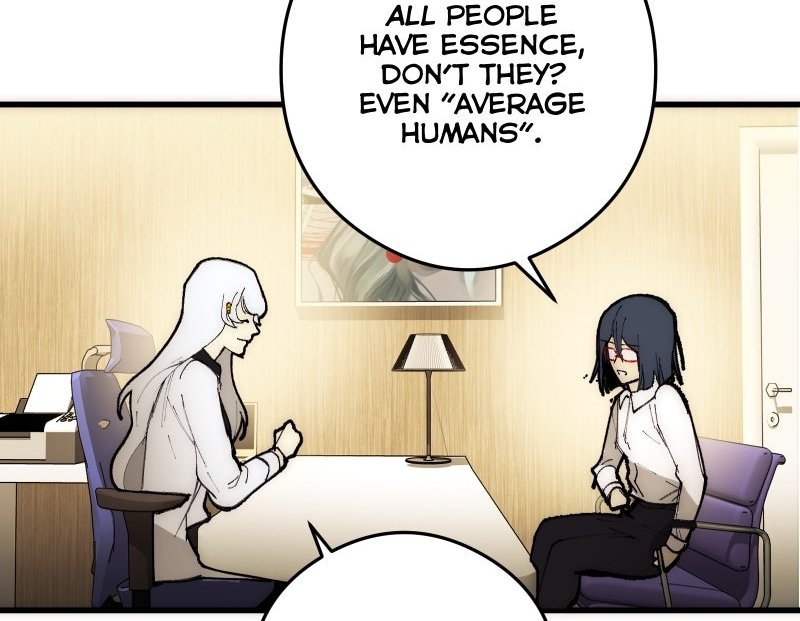 ALL PEOPLE
HAVE ESSENCE,
DON'T THEY?
EVEN "AVERAGE
HUMANS".